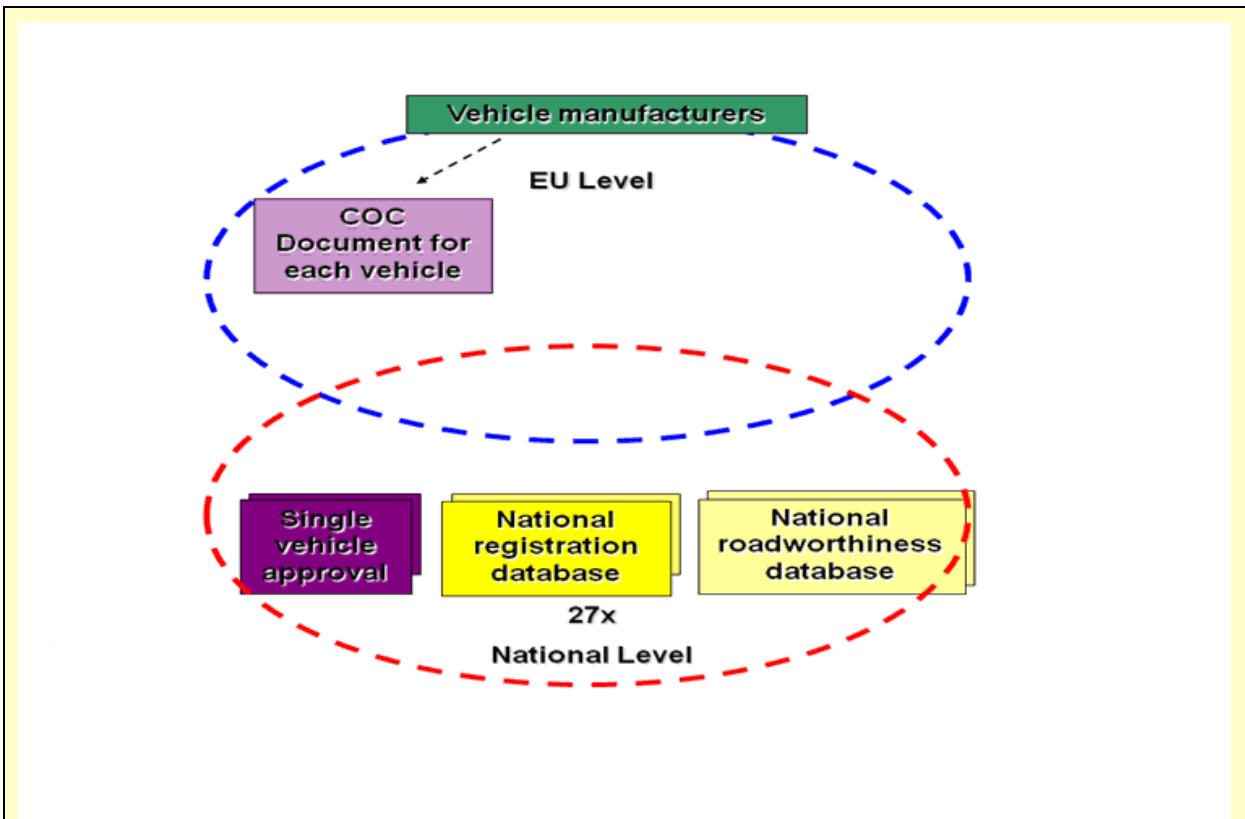 Vehicle manufacturers
EU Level
COC
Document for
each vehicle
Single
vehicle
approval
National
registration
database
National
roadworthiness
database
27x
National Level